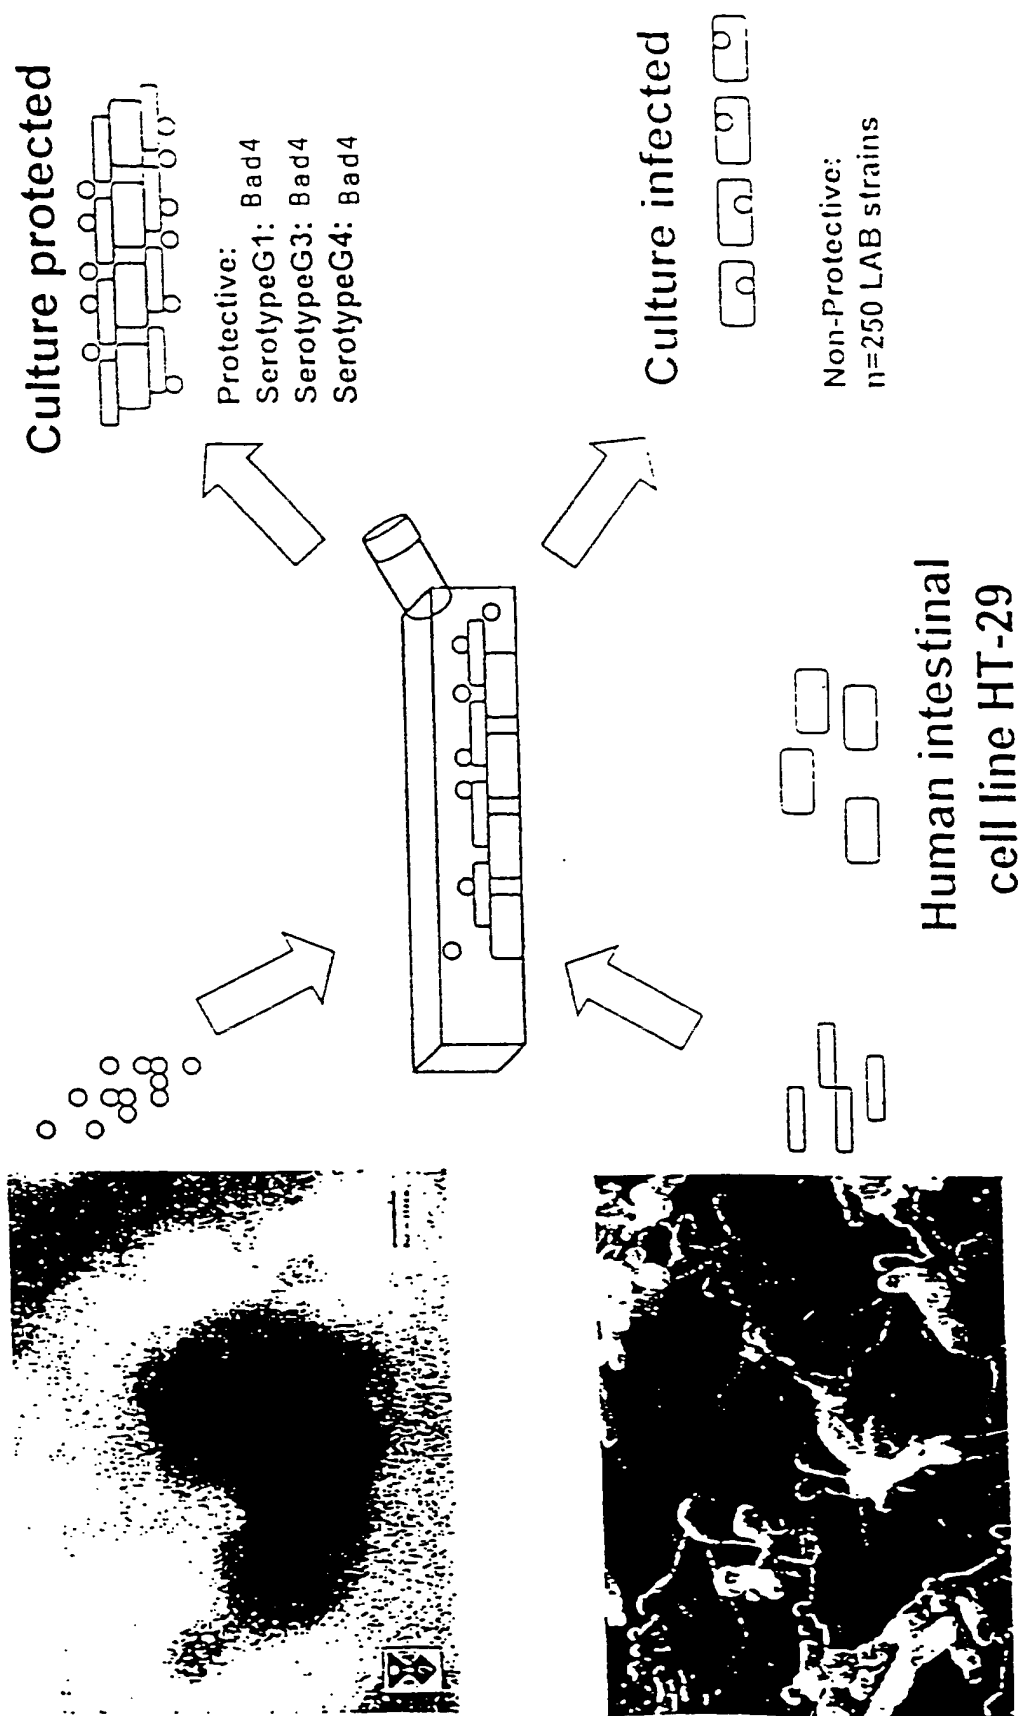 Culture protected
Protective:
SerotypeG1: Bad4
SerotypeG3: Bad4
SerotypeG4: Bad4
Culture infected
Non-Protective:
n=250 LAB strains
Human intestinal
cell line HT-29